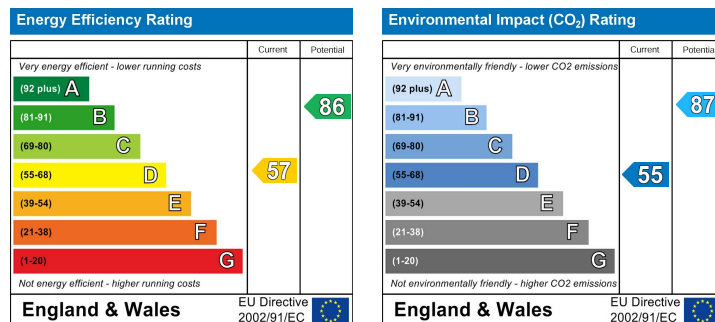 Energy Efficiency Rating
Current Potential
Very energy efficient - lower running costs
(92 plus) A
(81-91) B
(69-80) C
(55-68) D
(39-54) E
(21-38) F
(1-20) G
57
86
Not energy efficient - higher running costs
England & Wales
EU Directive
2002/91/EC
Environmental Impact (CO₂) Rating
Current Potential
Very environmentally friendly - lower CO2 emissions
(92 plus) A
(81-91) B
(69-80) C
(55-68) D
(39-54) E
(21-38) F
(1-20) G
55
87
Not environmentally friendly - higher CO2 emissions
England & Wales
EU Directive
2002/91/EC